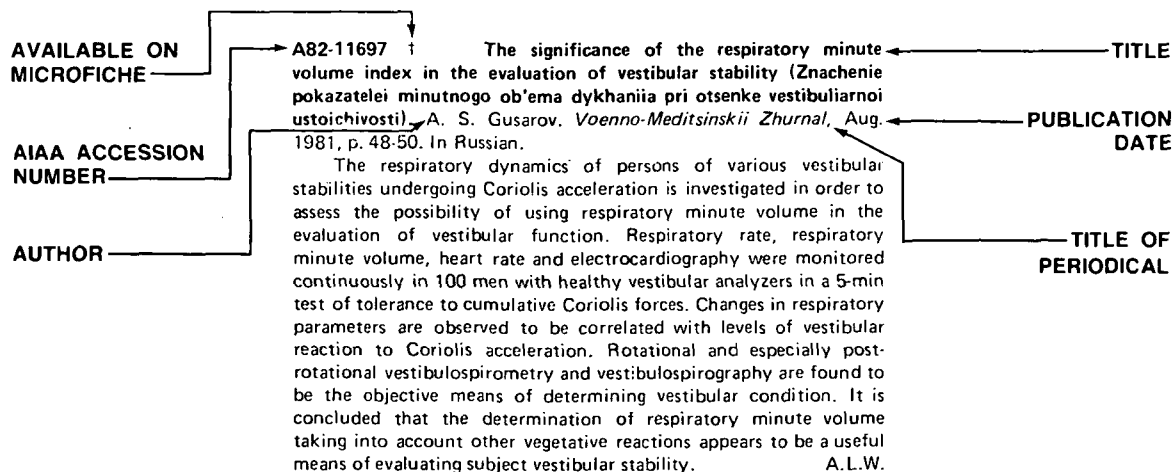 AVAILABLE ON
MICROFICHE
AIAA ACCESSION
NUMBER
AUTHOR
A82-11697 † The significance of the respiratory minute
volume index in the evaluation of vestibular stability (Znachenie
pokazatelei minutnogo ob'ema dykhaniia pri otsenke vestibuliarnoi
ustoichivosti). A. S. Gusarov. Voenno-Meditsinskii Zhurnal, Aug.
1981, p. 48-50. In Russian.
The respiratory dynamics of persons of various vestibular
stabilities undergoing Coriolis acceleration is investigated in order to
assess the possibility of using respiratory minute volume in the
evaluation of vestibular function. Respiratory rate, respiratory
minute volume, heart rate and electrocardiography were monitored
continuously in 100 men with healthy vestibular analyzers in a 5-min
test of tolerance to cumulative Coriolis forces. Changes in respiratory
parameters are observed to be correlated with levels of vestibular
reaction to Coriolis acceleration. Rotational and especially post-
rotational vestibulospirometry and vestibulospirography are found to
be the objective means of determining vestibular condition. It is
concluded that the determination of respiratory minute volume
taking into account other vegetative reactions appears to be a useful
means of evaluating subject vestibular stability. A.L.W.
TITLE
PUBLICATION
DATE
TITLE OF
PERIODICAL